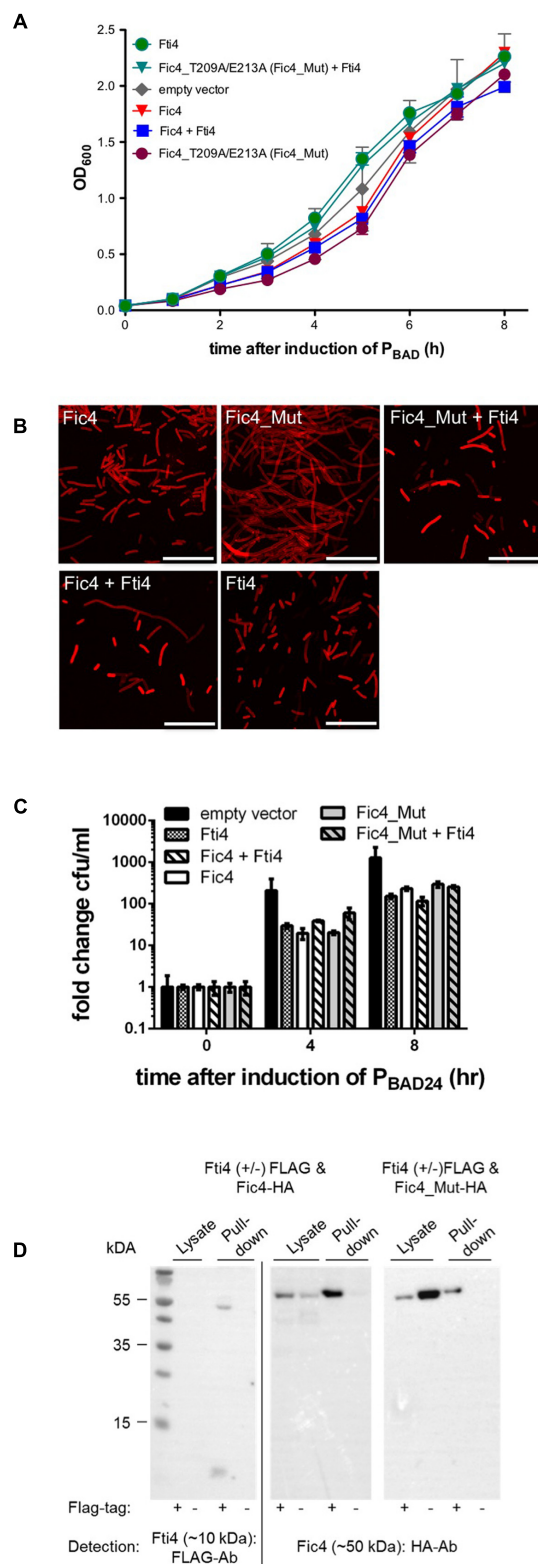 A
Fti4
Fic4_T209A/E213A (Fic4_Mut) + Fti4
empty vector
Fic4
Fic4 + Fti4
Fic4_T209A/E213A (Fic4_Mut)
2.5
2.0
1.5
1.0
0.5
0.0
OD600
0 2 4 6 8
time after induction of PBAD (h)
B
Fic4
Fic4_Mut
Fic4_Mut + Fti4
Fic4 + Fti4
Fti4
C
empty vector
Fti4
Fic4 + Fti4
Fic4
Fic4_Mut
Fic4_Mut + Fti4
10000
1000
100
10
1
0.1
fold change cfu/ml
0 4 8
time after induction of PBAD24 (hr)
Fti4 (+/-) FLAG &
Fic4-HA
Fti4 (+/-)FLAG &
Fic4_Mut-HA
D
kDa
Lysate
Pull-
down
Lysate
Pull-
down
Lysate
Pull-
down
55
35
15
Flag-tag: + - + - + - + - + - + -
Detection:
Fti4 (~10 kDa):
FLAG-Ab
Fic4 (~50 kDa): HA-Ab